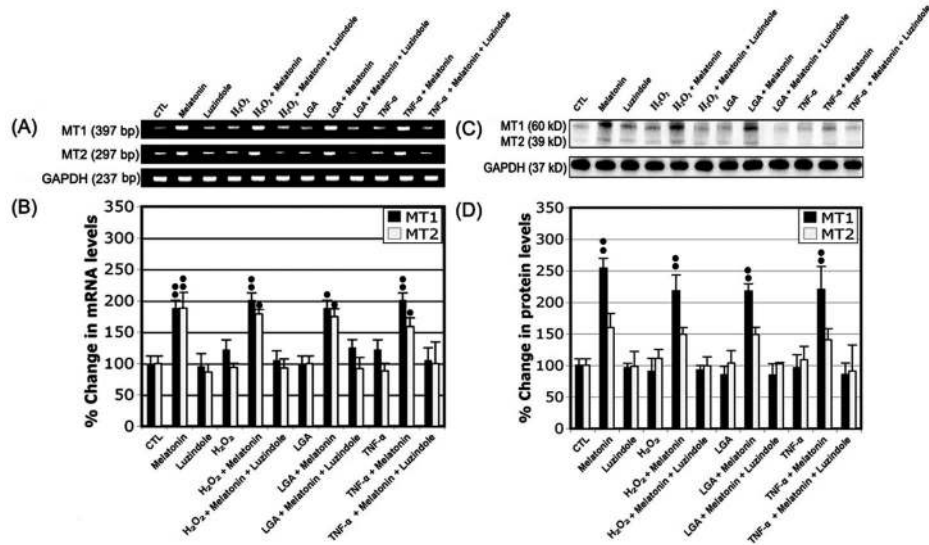 CTL
Melatonin
Luzindole
H₂O₂
H₂O₂ + Melatonin
H₂O₂ + Melatonin + Luzindole
LGA
LGA + Melatonin
LGA + Melatonin + Luzindole
TNF-α
TNF-α + Melatonin
TNF-α + Melatonin + Luzindole
(A)
MT1 (397 bp)
MT2 (297 bp)
GAPDH (237 bp)
(B)
% Change in mRNA levels
350
300
250
200
150
100
50
0
MT1
MT2
CTL
Melatonin
Luzindole
H₂O₂
H₂O₂ + Melatonin
H₂O₂ + Melatonin + Luzindole
LGA
LGA + Melatonin
LGA + Melatonin + Luzindole
TNF-α
TNF-α + Melatonin
TNF-α + Melatonin + Luzindole
CTL
Melatonin
Luzindole
H₂O₂
H₂O₂ + Melatonin
H₂O₂ + Melatonin + Luzindole
LGA
LGA + Melatonin
LGA + Melatonin + Luzindole
TNF-α
TNF-α + Melatonin
TNF-α + Melatonin + Luzindole
(C)
MT1 (60 kD)
MT2 (39 kD)
GAPDH (37 kD)
(D)
% Change in protein levels
350
300
250
200
150
100
50
0
MT1
MT2
CTL
Melatonin
Luzindole
H₂O₂
H₂O₂ + Melatonin
H₂O₂ + Melatonin + Luzindole
LGA
LGA + Melatonin
LGA + Melatonin + Luzindole
TNF-α
TNF-α + Melatonin
TNF-α + Melatonin + Luzindole